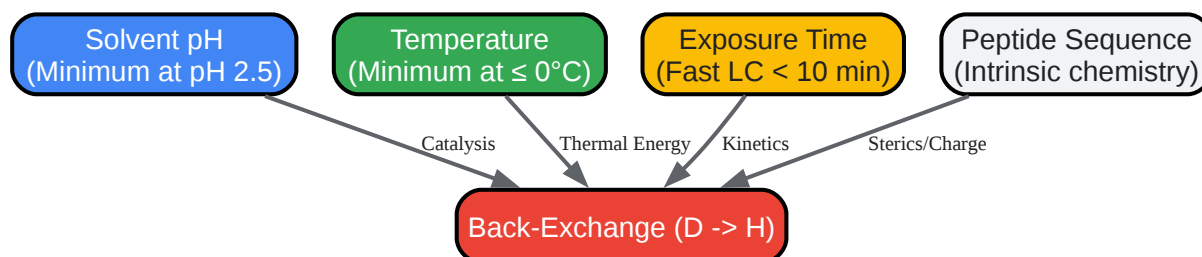 Solvent pH
(Minimum at pH 2.5)
Temperature
(Minimum at ≤ 0°C)
Exposure Time
(Fast LC < 10 min)
Peptide Sequence
(Intrinsic chemistry)
Catalysis
Thermal Energy
Kinetics
Sterics/Charge
Back-Exchange (D -> H)